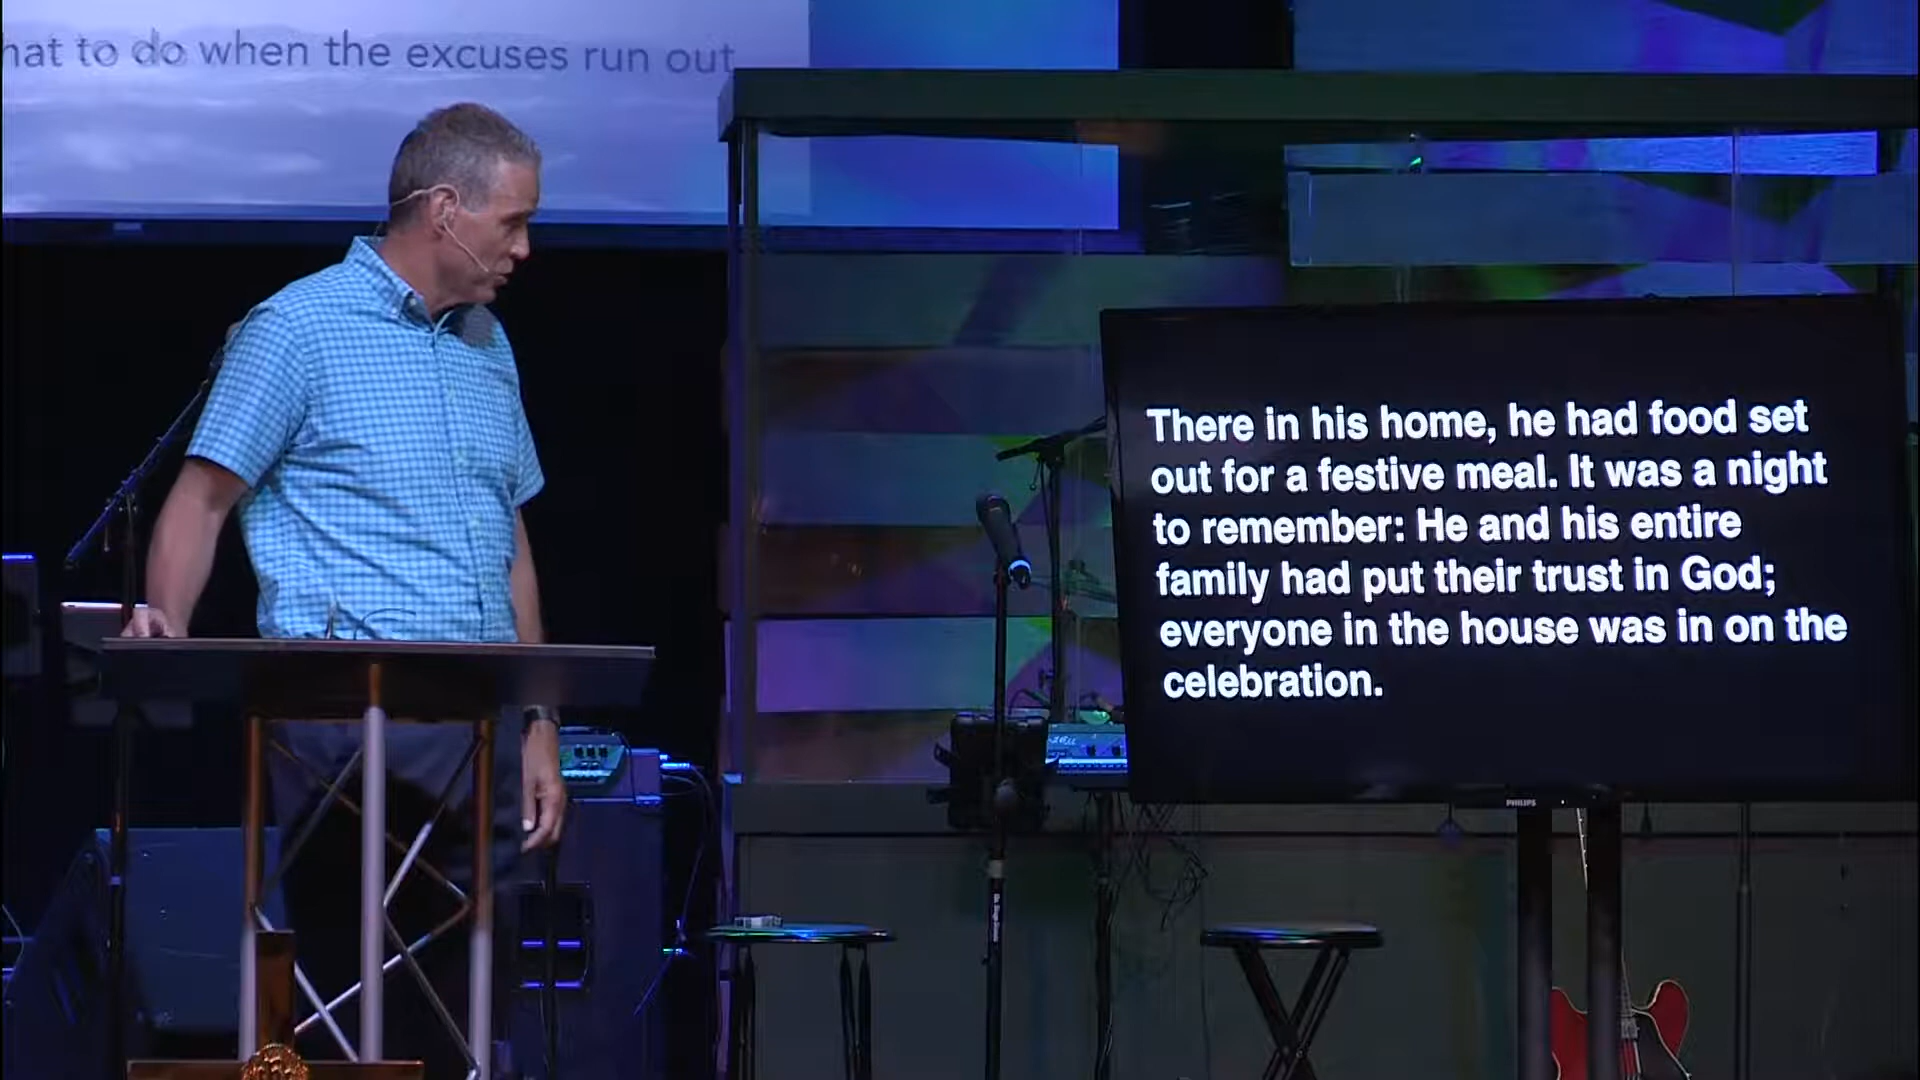 to do when the excuses run out
There in his home, he had food set
out for a festive meal. It was a night
to remember: He and his entire
family had put their trust in God;
everyone in the house was in on the
celebration.
PHILIPS